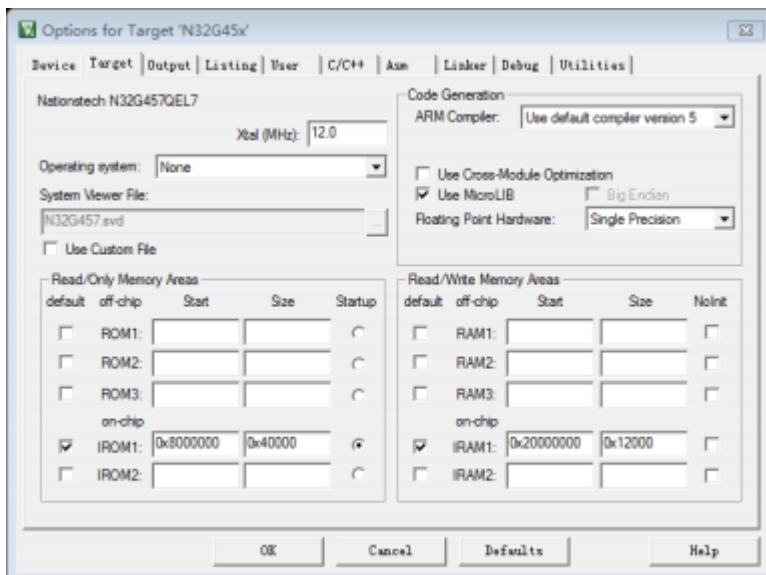 Options for Target 'N32G45x'
Device Target Output Listing User C/C++ Asm Linker Debug Utilities
Nationstech N32G457QEL7
Xtal (MHz): 12.0
Operating system: None
System Viewer File:
N32G457.svd ...
Use Custom File
Code Generation
ARM Compiler: Use default compiler version 5
Use Cross-Module Optimization
Use MicroLIB Big Endian
Floating Point Hardware: Single Precision
Read/Only Memory Areas
default off-chip Start Size Startup
ROM1:
ROM2:
ROM3:
on-chip
IROM1: 0x8000000 0x40000
IROM2:
Read/Write Memory Areas
default off-chip Start Size NoInit
RAM1:
RAM2:
RAM3:
on-chip
IRAM1: 0x20000000 0x12000
IRAM2:
OK Cancel Defaults Help